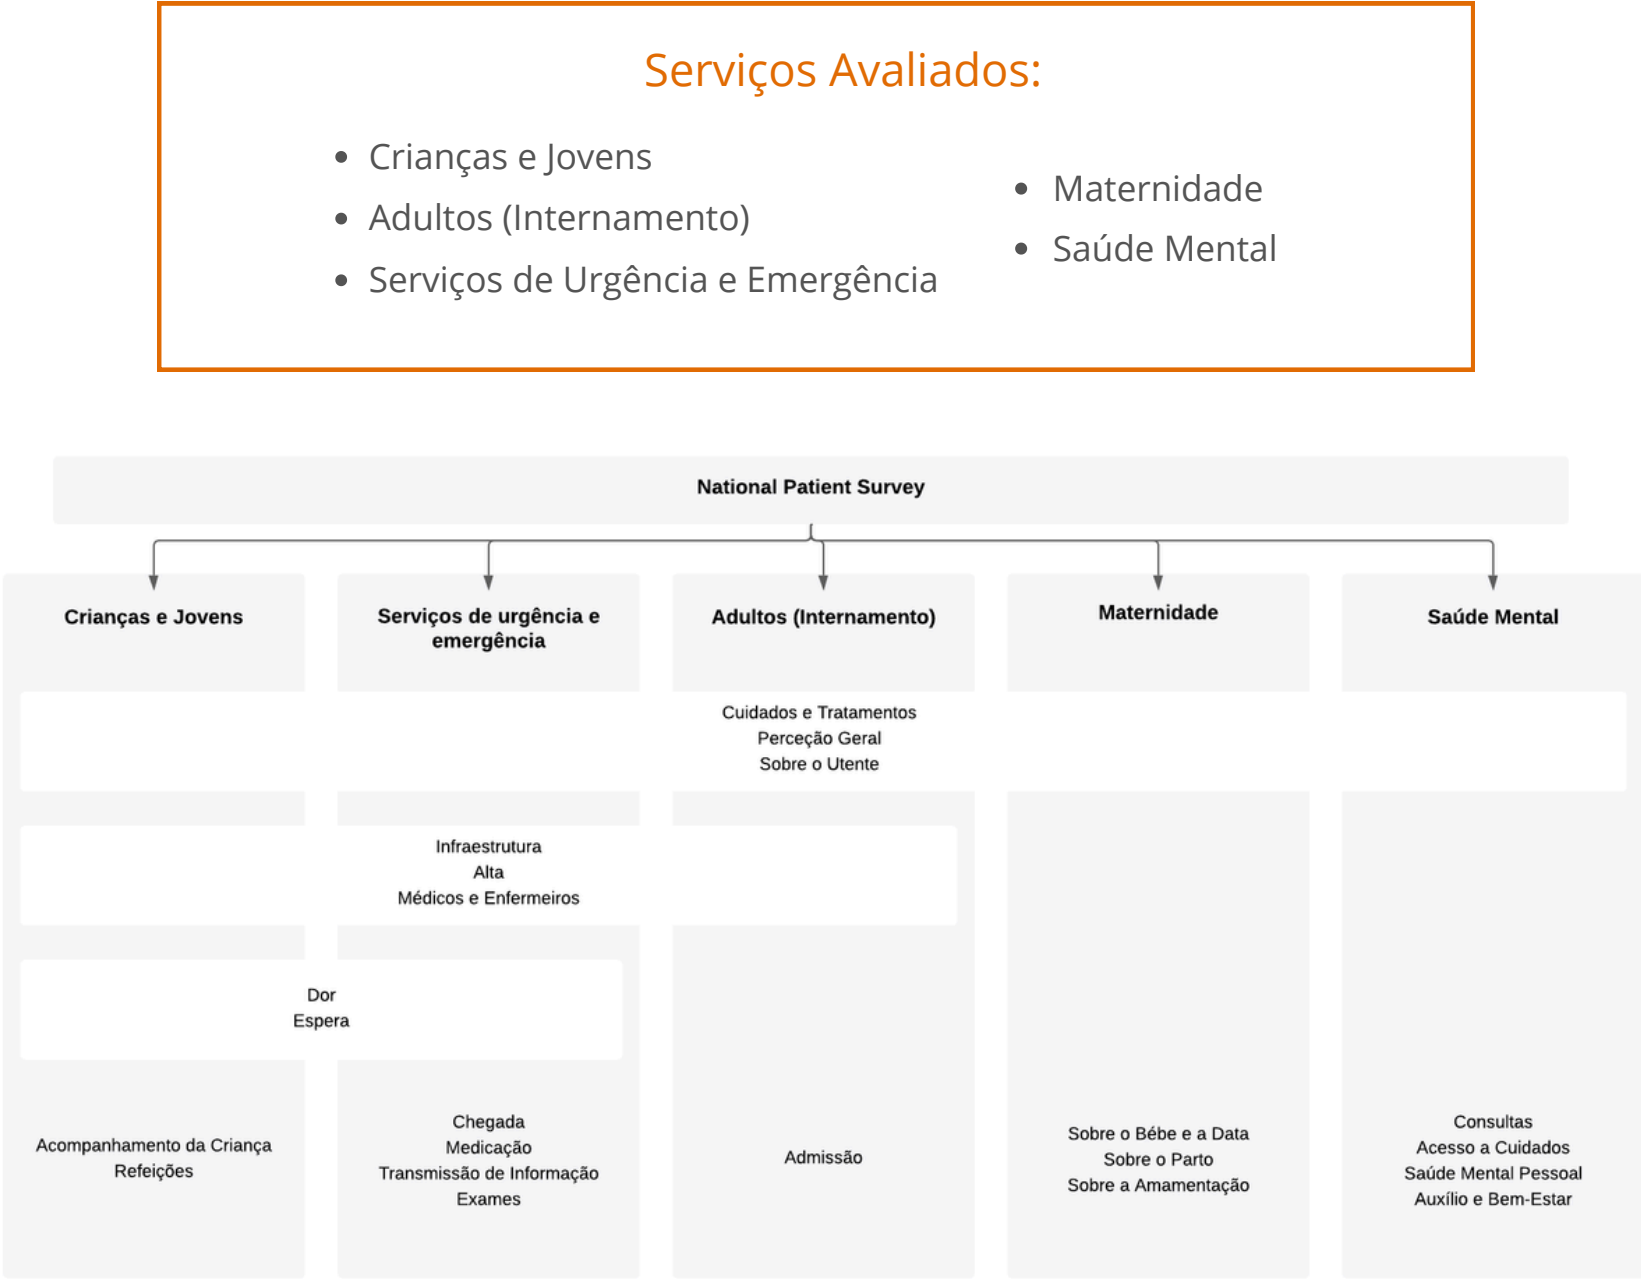 Serviços Avaliados:
Crianças e Jovens
Adultos (Internamento)
Serviços de Urgência e Emergência
Maternidade
Saúde Mental
National Patient Survey
Crianças e Jovens
Serviços de urgência e
emergência
Adultos (Internamento)
Maternidade
Saúde Mental
Cuidados e Tratamentos
Perceção Geral
Sobre o Utente
Infraestrutura
Alta
Médicos e Enfermeiros
Dor
Espera
Acompanhamento da Criança
Refeições
Chegada
Medicação
Transmissão de Informação
Exames
Admissão
Sobre o Bébe e a Data
Sobre o Parto
Sobre a Amamentação
Consultas
Acesso a Cuidados
Saúde Mental Pessoal
Auxílio e Bem-Estar